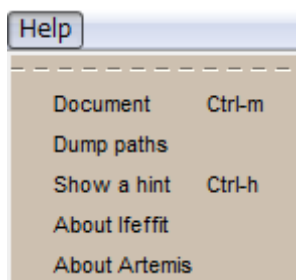 Help
Document Ctrl-m
Dump paths
Show a hint Ctrl-h
About Ifeffit
About Artemis